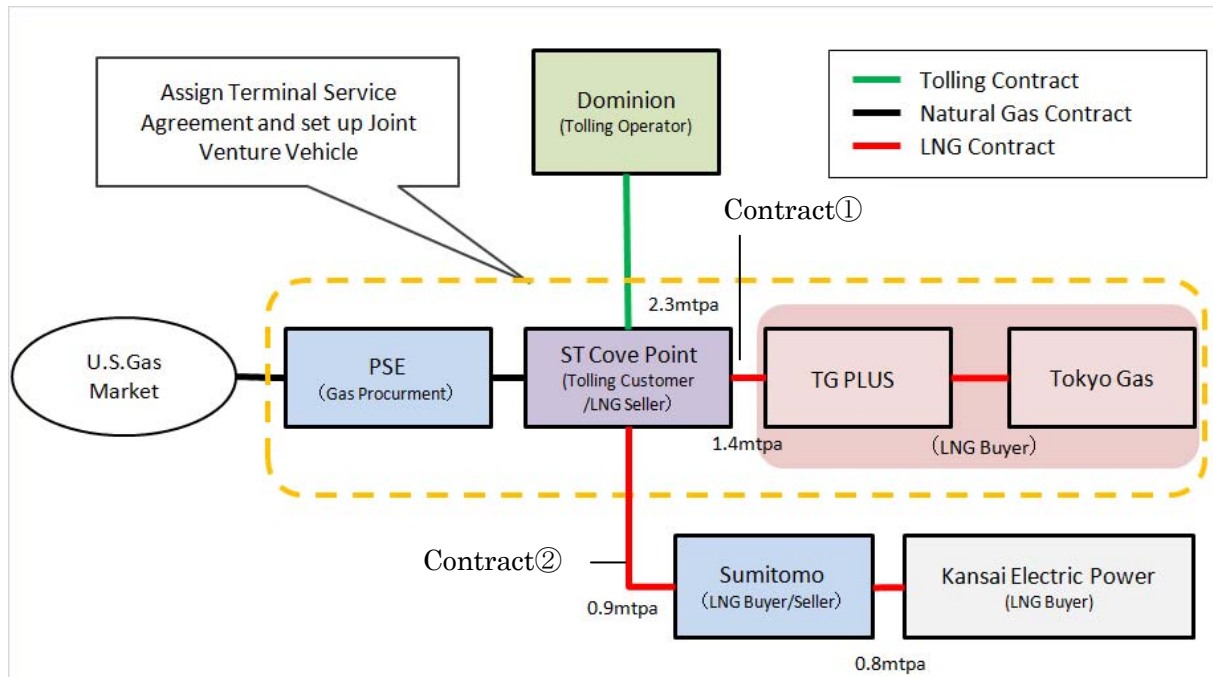 Assign Terminal Service
Agreement and set up Joint
Venture Vehicle
Dominion
(Tolling Operator)
Tolling Contract
Natural Gas Contract
LNG Contract
Contract①
2.3mtpa
U.S.Gas
Market
PSE
(Gas Procurment)
ST Cove Point
(Tolling Customer
/LNG Seller)
TG PLUS
Tokyo Gas
1.4mtpa
(LNG Buyer)
Contract②
0.9mtpa
Sumitomo
(LNG Buyer/Seller)
Kansai Electric Power
(LNG Buyer)
0.8mtpa